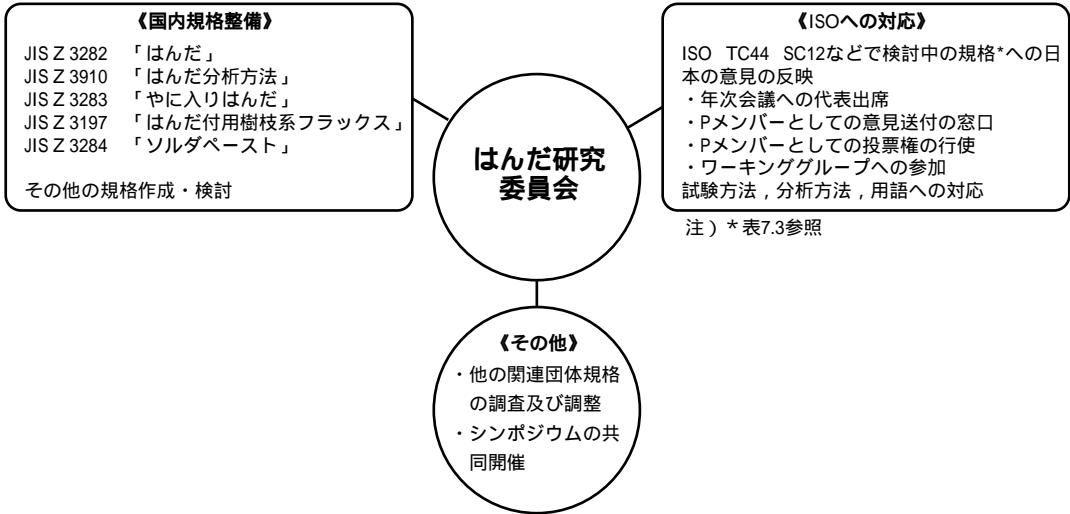 《国内規格整備》
JIS Z 3282 「はんだ」
JIS Z 3910 「はんだ分析方法」
JIS Z 3283 「やに入りはんだ」
JIS Z 3197 「はんだ付用樹枝系フラックス」
JIS Z 3284 「ソルダペースト」
その他の規格作成・検討
はんだ研究
委員会
《ISOへの対応》
ISO TC44 SC12などで検討中の規格*への日
本の意見の反映
・年次会議への代表出席
・Pメンバーとしての意見送付の窓口
・Pメンバーとしての投票権の行使
・ワーキンググループへの参加
試験方法，分析方法，用語への対応
注）＊表7.3参照
《その他》
・他の関連団体規格
の調査及び調整
・シンポジウムの共
同開催